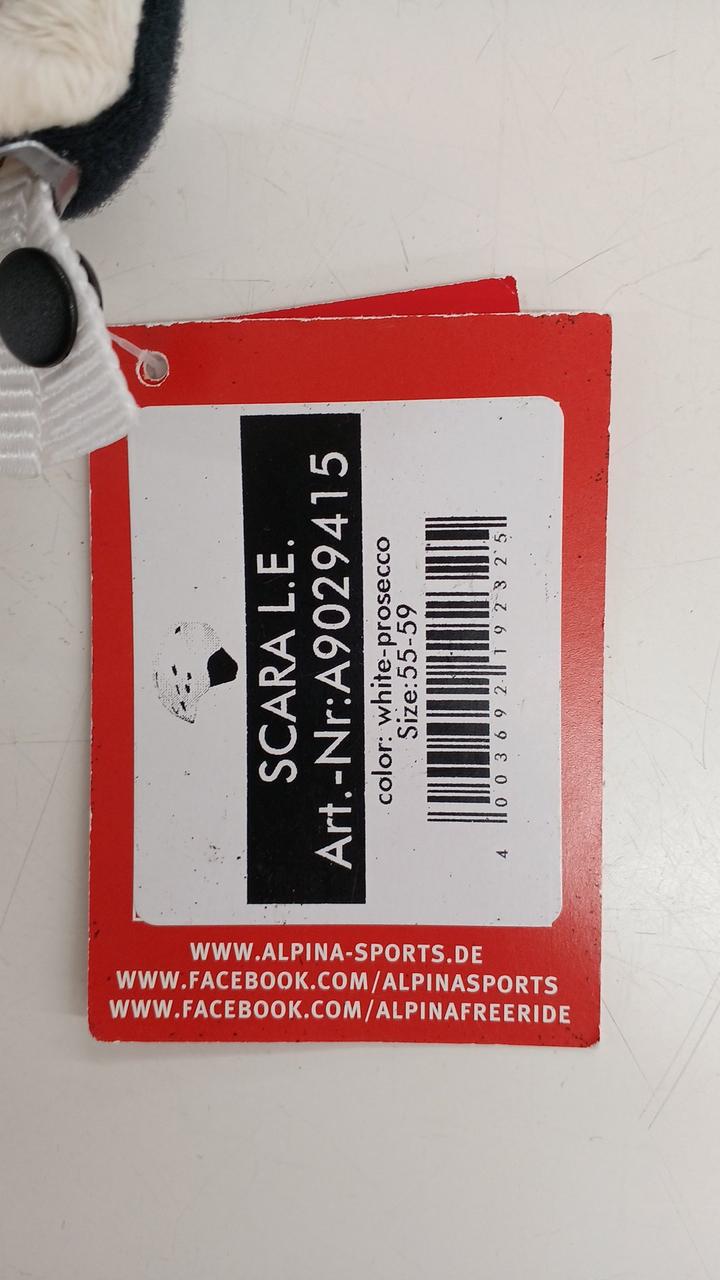 SCARA L.E.
Art.-Nr:A9029415
color: white-prosecco
Size:55-59
4 003692 192325
WWW.ALPINA-SPORTS.DE
WWW.FACEBOOK.COM/ALPINASPORTS
WWW.FACEBOOK.COM/ALPINAFREERIDE